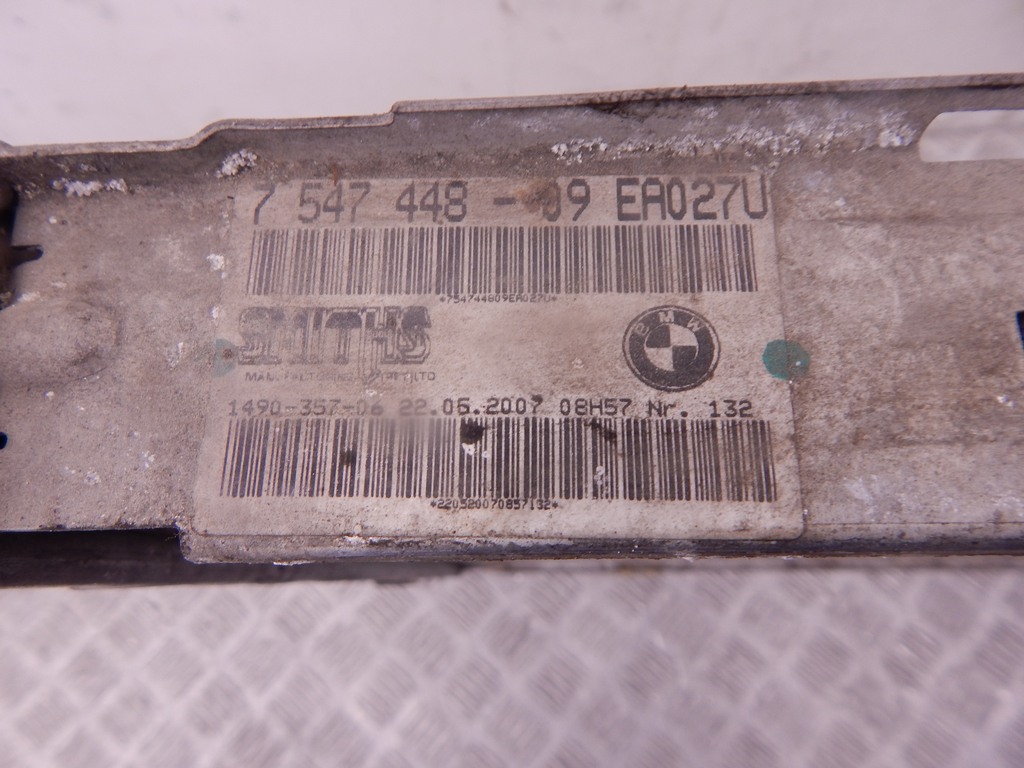 7 547 448 - 09 EA027U
*754744809EA027U*
SMITHS
BMW
1490-357-06 22.05.2007 08H57 Nr. 132
*220520070857132*